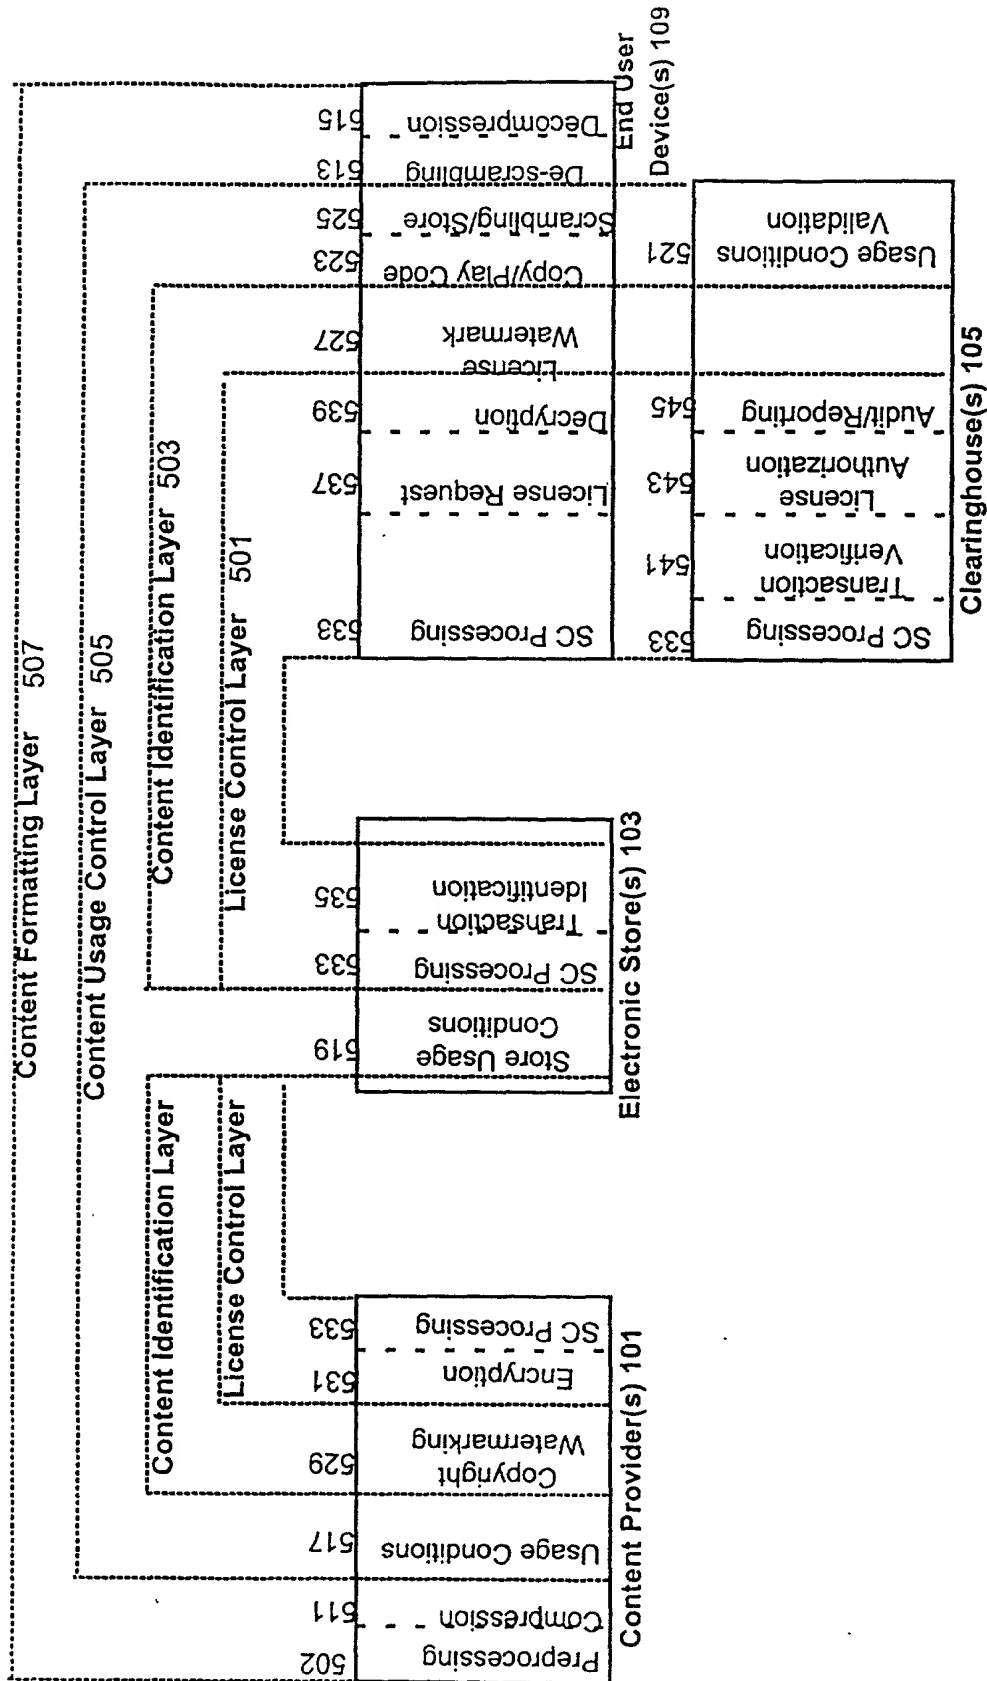 Content Formatting Layer 507
Content Usage Control Layer 505
Content Identification Layer 503
License Control Layer 501
Content Identification Layer
License Control Layer
Preprocessing
502
Compression
511
Usage Conditions
517
Copyright
Watermarking
529
Encryption
531
SC Processing
533
Content Provider(s) 101
Store Usage
Conditions
519
SC Processing
533
Transaction
Identification
535
Electronic Store(s) 103
SC Processing
533
License Request
537
Decryption
539
License
Watermark
527
Copy/Play Code
523
Scrambling/Store
525
De-scrambling
513
Decompression
515
End User
Device(s) 109
SC Processing
533
Transaction
Verification
541
License
Authorization
543
Audit/Reporting
545
Usage Conditions
Validation
521
Clearinghouse(s) 105